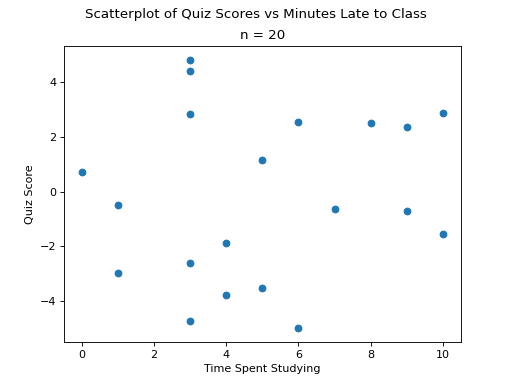 Scatterplot of Quiz Scores vs Minutes Late to Class
n = 20
4
2
0
−2
−4
Quiz Score
0 2 4 6 8 10
Time Spent Studying